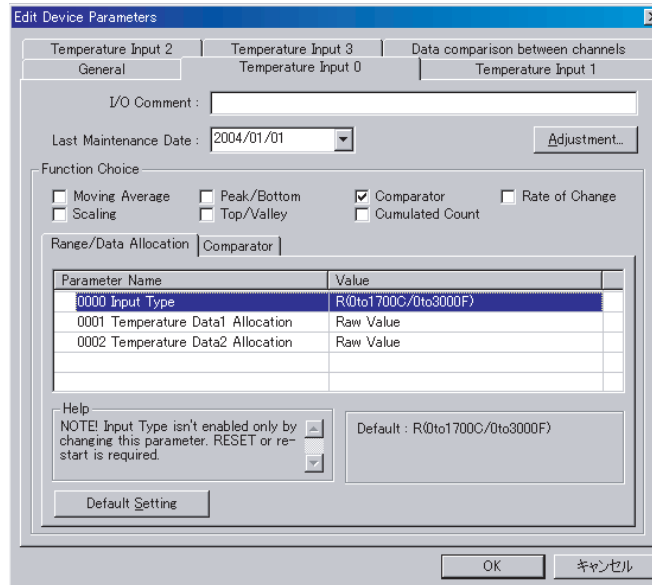 Edit Device Parameters
Temperature Input 2 Temperature Input 3 Data comparison between channels
General Temperature Input 0 Temperature Input 1
I/O Comment :
Last Maintenance Date : 2004/01/01 Adjustment...
Function Choice
Moving Average Peak/Bottom Comparator Rate of Change
Scaling Top/Valley Cumulated Count
Range/Data Allocation Comparator
Parameter Name Value
0000 Input Type R(0to1700C/0to3000F)
0001 Temperature Data1 Allocation Raw Value
0002 Temperature Data2 Allocation Raw Value
Help
NOTE! Input Type isn't enabled only by
changing this parameter. RESET or re-
start is required.
Default : R(0to1700C/0to3000F)
Default Setting
OK キャンセル